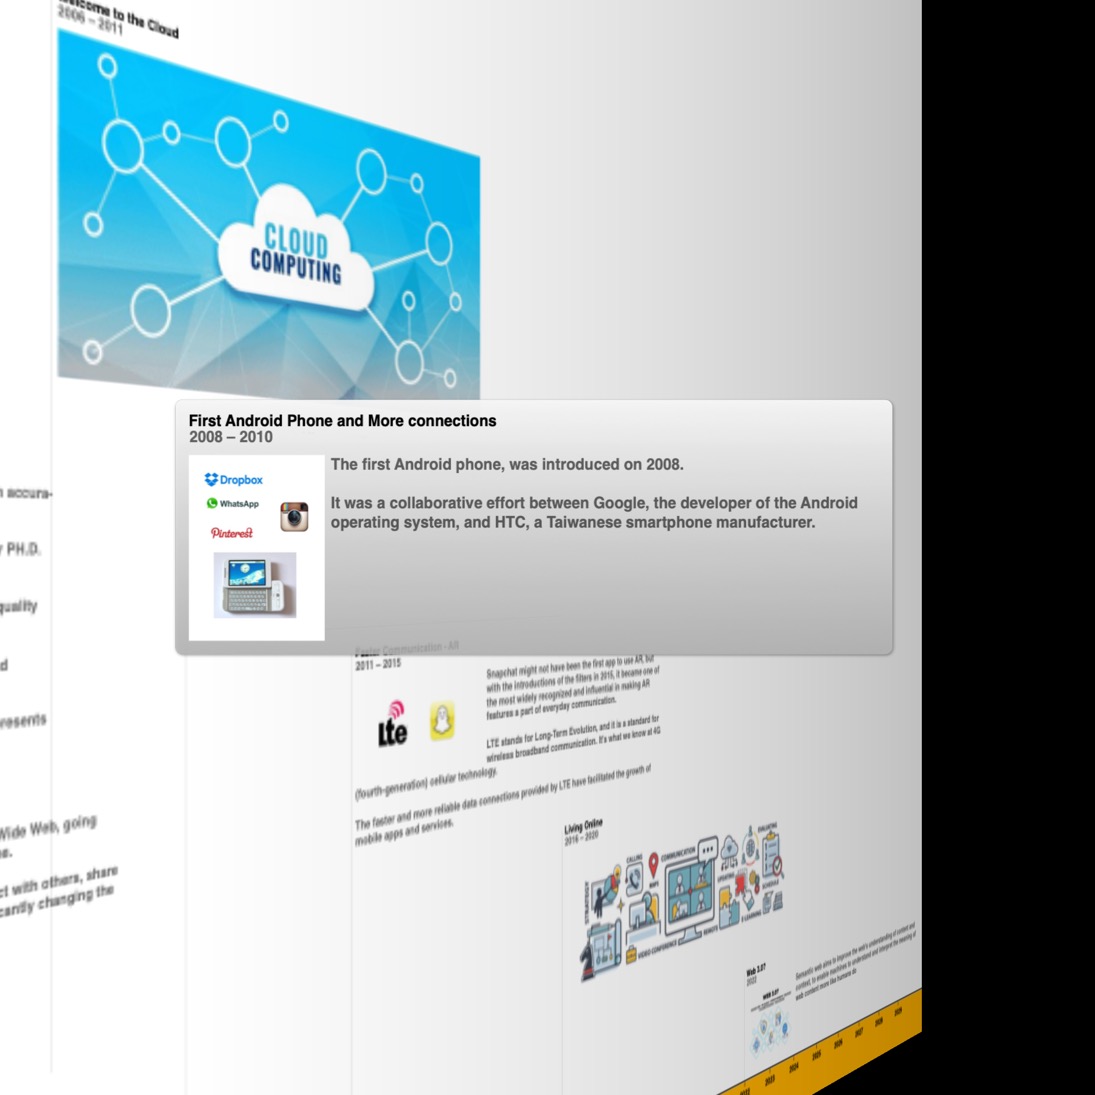 elcome to the Cloud
2006 – 2011
CLOUD
COMPUTING
First Android Phone and More connections
2008 – 2010
Dropbox
WhatsApp
Pinterest
The first Android phone, was introduced on 2008.
It was a collaborative effort between Google, the developer of the Android
operating system, and HTC, a Taiwanese smartphone manufacturer.
accura-
PH.D.
quality
Wide Web, going
ct with others, share
cantly changing the
Faster Communication - AR
2011 – 2015
Lte
Snapchat might not have been the first app to use AR, but
with the introductions of the filters in 2015, it became one of
the most widely recognized and influential in making AR
features a part of everyday communication.
LTE stands for Long-Term Evolution, and it is a standard for
wireless broadband communication. It's what we know at 4G
(fourth-generation) cellular technology.
The faster and more reliable data connections provided by LTE have facilitated the growth of
mobile apps and services.
Living Online
2016 – 2020
STRATEGY
CALLING
MAPS
COMMUNICATION
VIDEO CONFERENCE
REMOTE
E-LEARNING
Web 3.0?
2022
WEB 3.0?
Semantic web aims to improve the web's understanding of content and
context, to enable machines to understand and interpret the meaning of
web content more like humans do
2022
2023
2024
2025
2026
2027
2028
2029